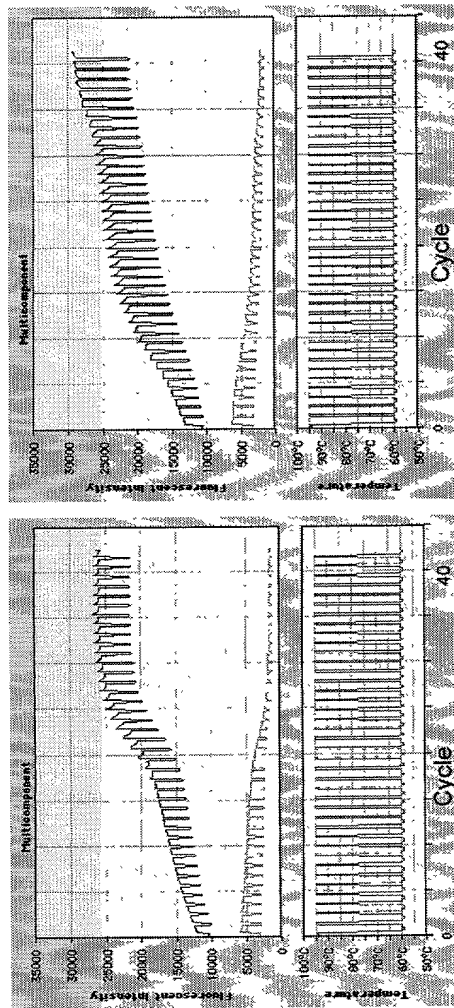 Multicomponent
Fluorescent Intensity
35000
30000
25000
20000
15000
10000
5000
0
Temperature
100°C
90°C
80°C
70°C
60°C
50°C
0
40
Cycle
Multicomponent
Fluorescent Intensity
35000
30000
25000
20000
15000
10000
5000
0
Temperature
100°C
90°C
80°C
70°C
60°C
50°C
0
40
Cycle